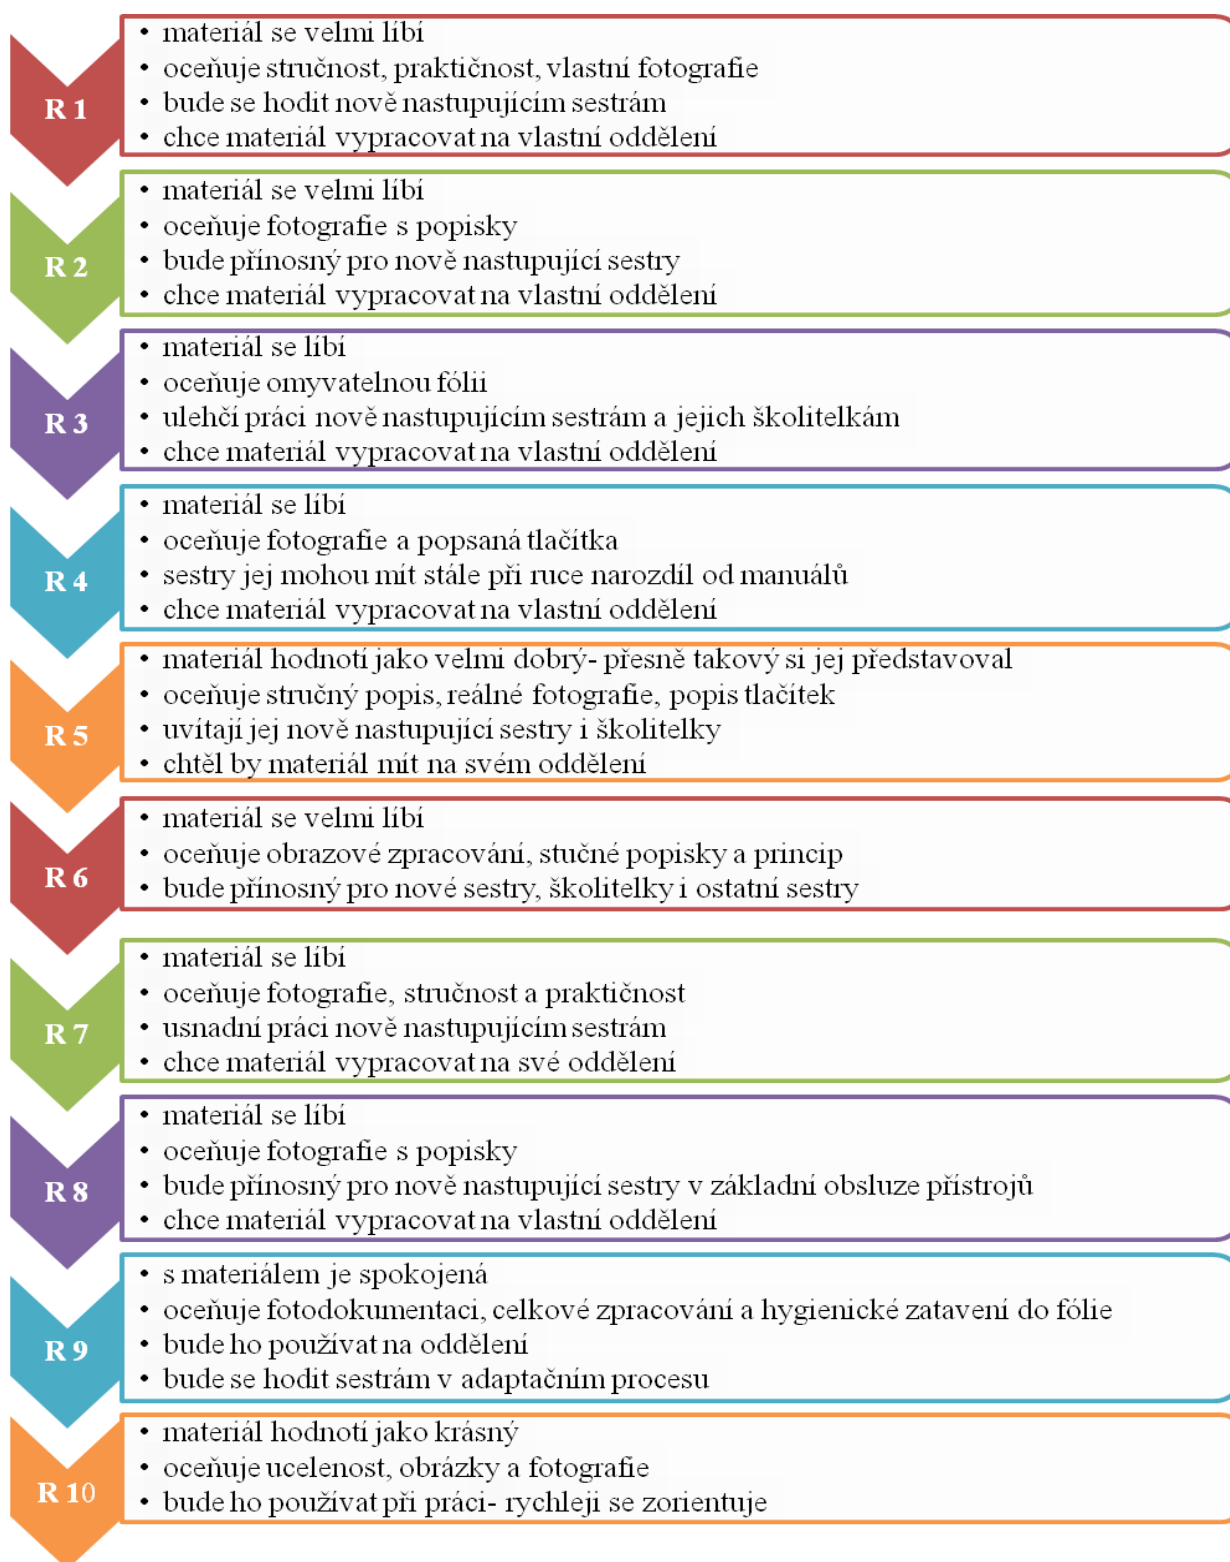 R 1
• materiál se velmi líbí
• oceňuje stručnost, praktičnost, vlastní fotografie
• bude se hodit nově nastupujícím sestrám
• chce materiál vypracovat na vlastní oddělení
R 2
• materiál se velmi líbí
• oceňuje fotografie s popisky
• bude přínosný pro nově nastupující sestry
• chce materiál vypracovat na vlastní oddělení
R 3
• materiál se líbí
• oceňuje omyvatelnou fólii
• ulehčí práci nově nastupujícím sestrám a jejich školitelkám
• chce materiál vypracovat na vlastní oddělení
R 4
• materiál se líbí
• oceňuje fotografie a popsaná tlačítka
• sestry jej mohou mít stále při ruce narozdíl od manuálů
• chce materiál vypracovat na vlastní oddělení
R 5
• materiál hodnotí jako velmi dobrý- přesně takový si jej představoval
• oceňuje stručný popis, reálné fotografie, popis tlačítek
• uvítají jej nově nastupující sestry i školitelky
• chtěl by materiál mít na svém oddělení
R 6
• materiál se velmi líbí
• oceňuje obrazové zpracování, stučné popisky a princip
• bude přínosný pro nové sestry, školitelky i ostatní sestry
R 7
• materiál se líbí
• oceňuje fotografie, stručnost a praktičnost
• usnadní práci nově nastupujícím sestrám
• chce materiál vypracovat na své oddělení
R 8
• materiál se líbí
• oceňuje fotografie s popisky
• bude přínosný pro nově nastupující sestry v základní obsluze přístrojů
• chce materiál vypracovat na vlastní oddělení
R 9
• s materiálem je spokojená
• oceňuje fotodokumentaci, celkové zpracování a hygienické zatavení do fólie
• bude ho používat na oddělení
• bude se hodit sestrám v adaptačním procesu
R 10
• materiál hodnotí jako krásný
• oceňuje ucelenost, obrázky a fotografie
• bude ho používat při práci- rychleji se zorientuje